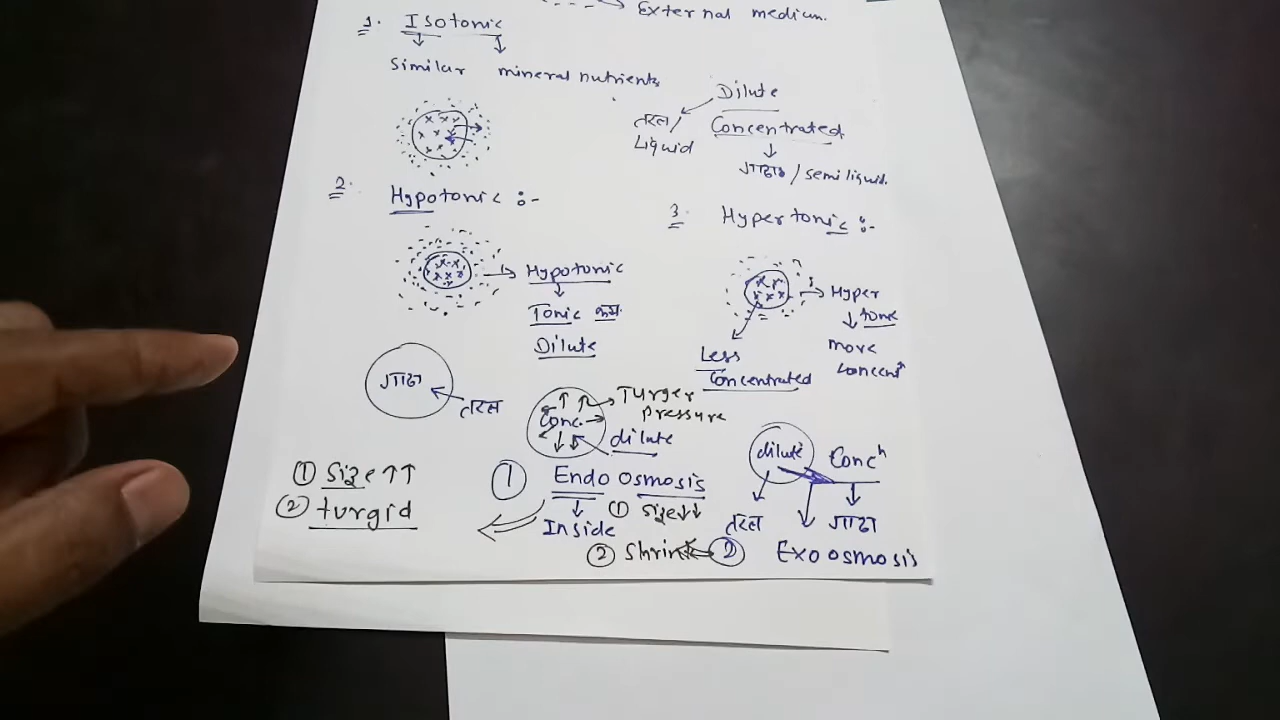 External medium.
1. Isotonic
Similar mineral nutrients
Dilute
तरल/
Liquid
Concentrated
गाढा / semi liquid.
2. Hypotonic :-
Hypotonic
Tonic कम
Dilute
गाढा
तरल
3. Hypertonic :-
Hyper
tonic
more
Less
Concentrated
Conc.
Turger
Pressure
dilute
① Size ↑↑
② turgid
① Endo osmosis
Inside
dilute
Concⁿ
तरल
गाढा
② Exo osmosis
① Size ↓↓
② Shrink